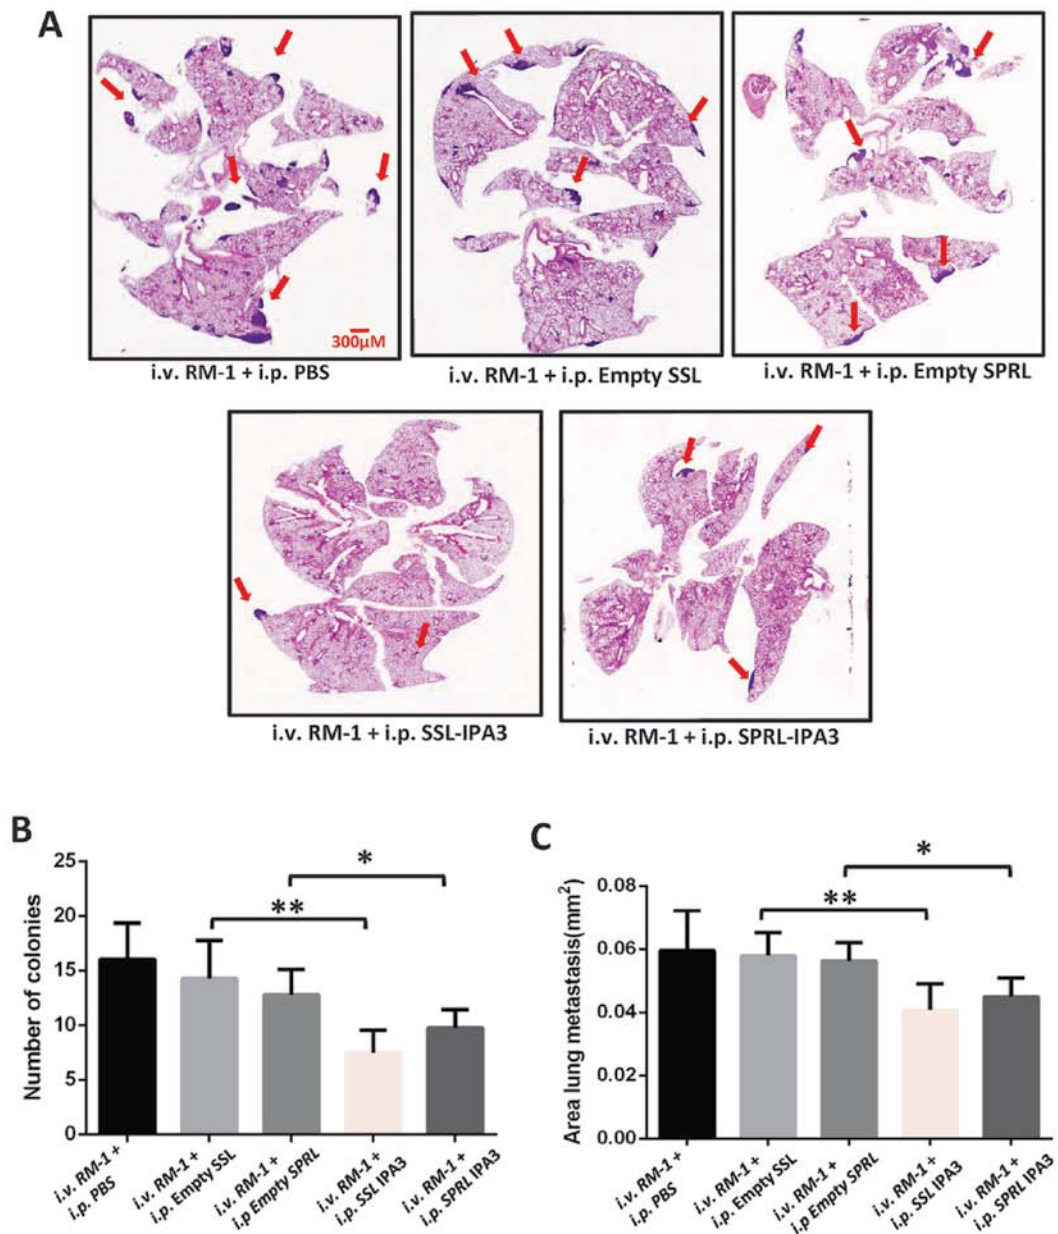 A
300μM
i.v. RM-1 + i.p. PBS
i.v. RM-1 + i.p. Empty SSL
i.v. RM-1 + i.p. Empty SPRL
i.v. RM-1 + i.p. SSL-IPA3
i.v. RM-1 + i.p. SPRL-IPA3
B
Number of colonies
25
20
15
10
5
0
**
*
i.v. RM-1 +
i.p. PBS
i.v. RM-1 +
i.p. Empty SSL
i.v. RM-1 +
i.p Empty SPRL
i.v. RM-1 +
i.p. SSL IPA3
i.v. RM-1 +
i.p. SPRL IPA3
C
Area lung metastasis(mm²)
0.08
0.06
0.04
0.02
0.00
**
*
i.v. RM-1 +
i.p. PBS
i.v. RM-1 +
i.p. Empty SSL
i.v. RM-1 +
i.p Empty SPRL
i.v. RM-1 +
i.p. SSL IPA3
i.v. RM-1 +
i.p. SPRL IPA3